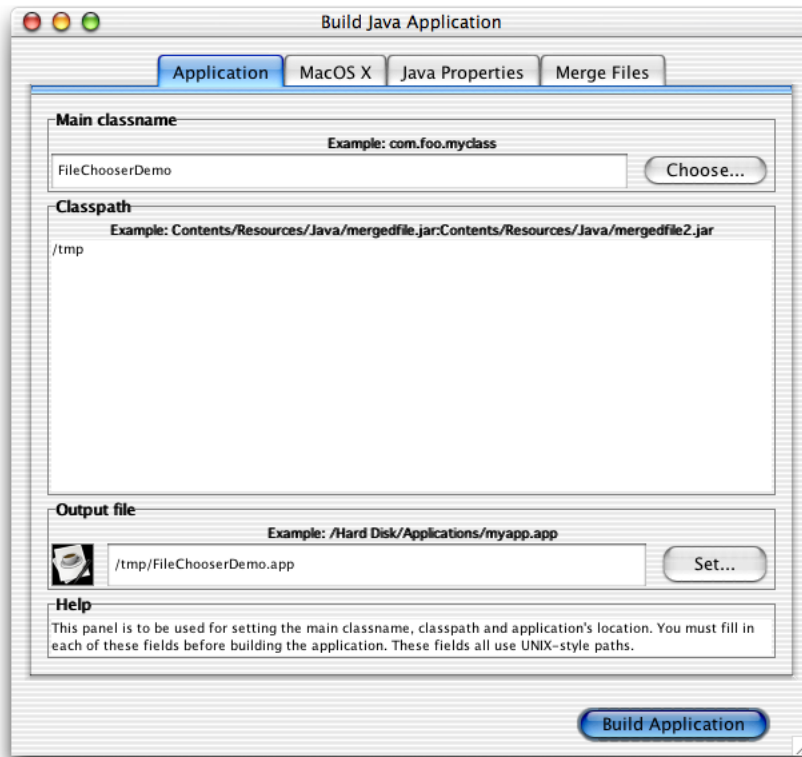 Build Java Application
Application MacOS X Java Properties Merge Files
Main classname
Example: com.foo.myclass
FileChooserDemo Choose...
Classpath
Example: Contents/Resources/Java/mergedfile.jar:Contents/Resources/Java/mergedfile2.jar
/tmp
Output file
Example: /Hard Disk/Applications/myapp.app
/tmp/FileChooserDemo.app Set...
Help
This panel is to be used for setting the main classname, classpath and application's location. You must fill in
each of these fields before building the application. These fields all use UNIX-style paths.
Build Application